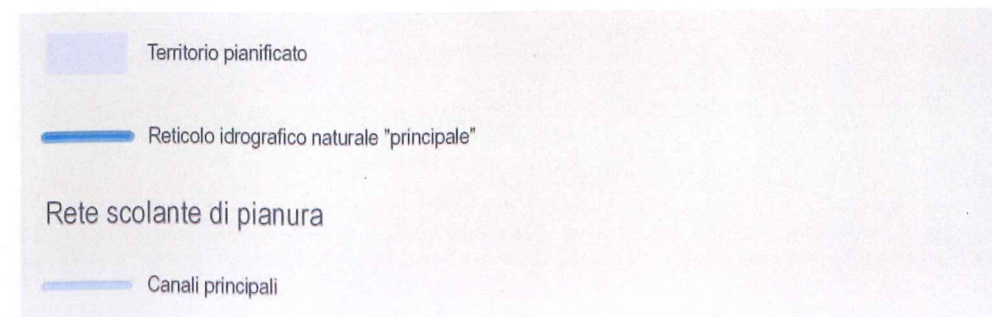 Territorio pianificato
Reticolo idrografico naturale "principale"
Rete scolante di pianura
Canali principali